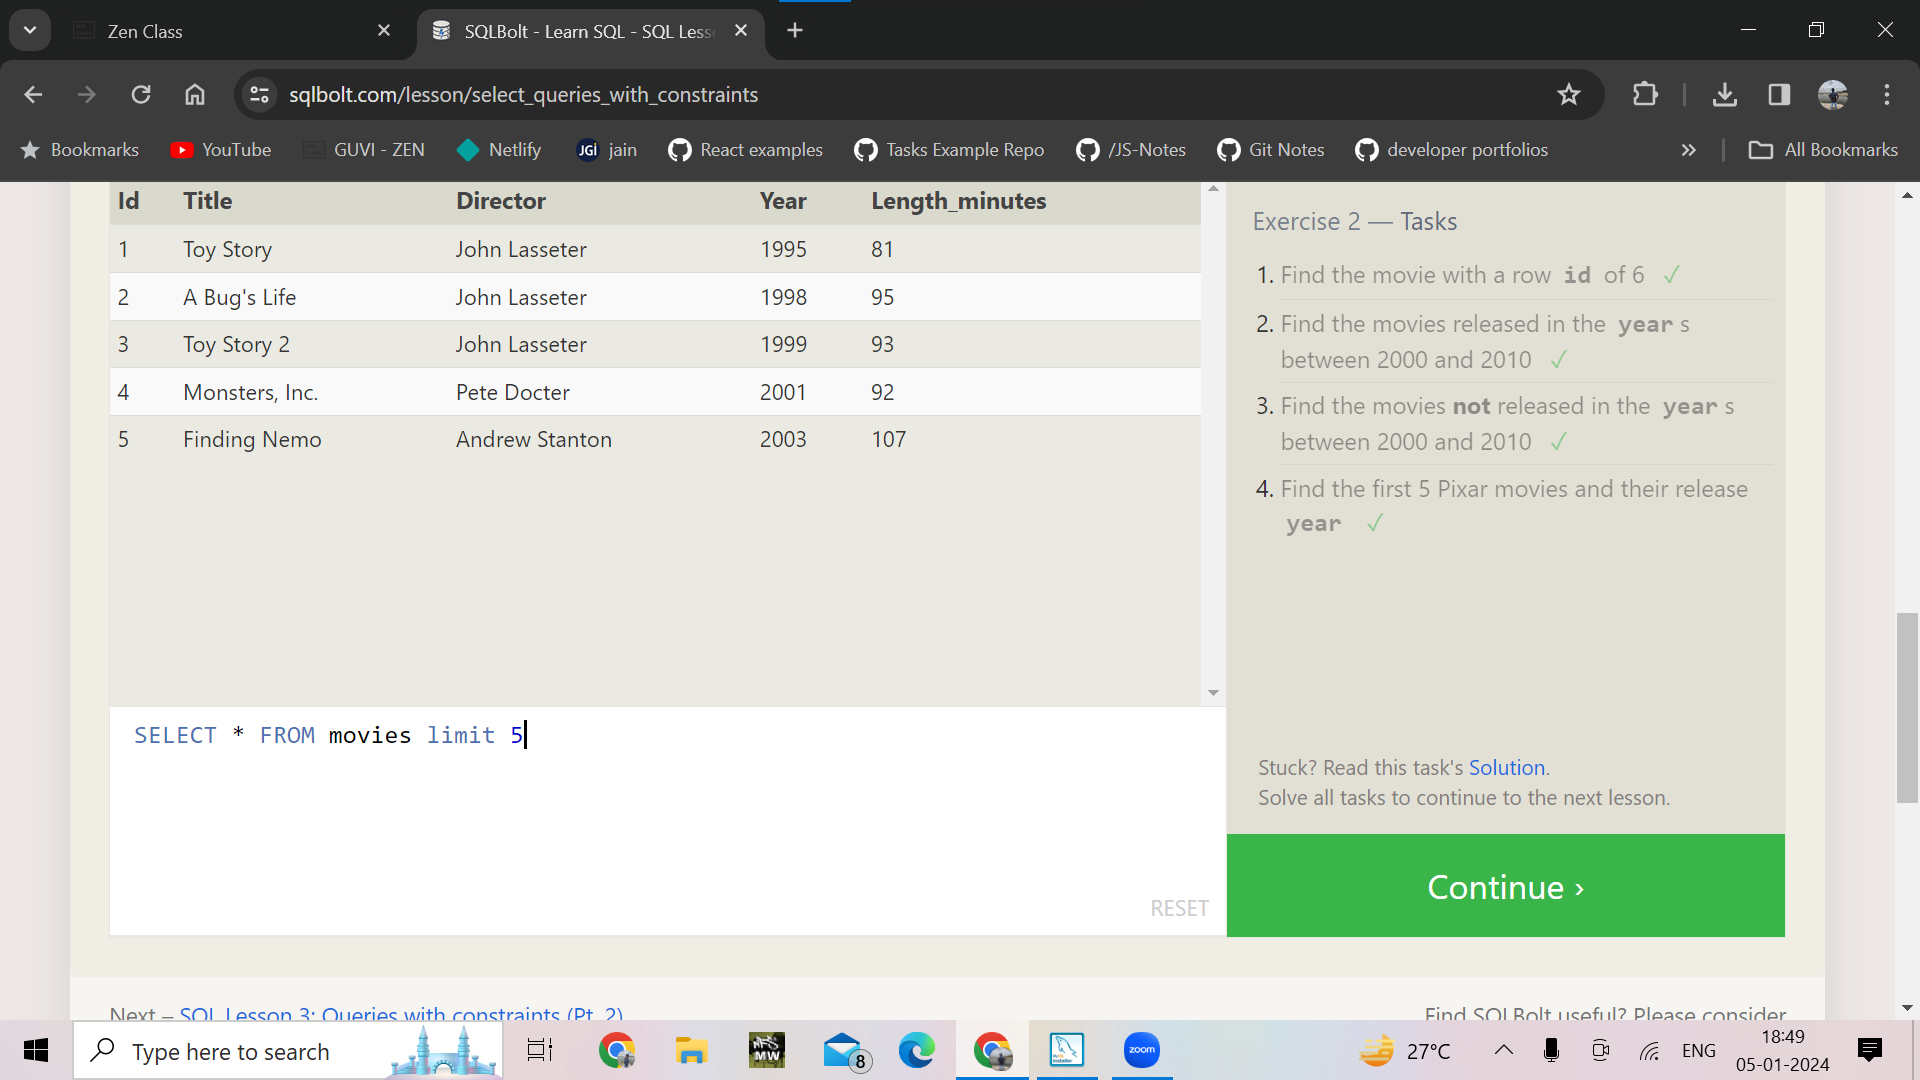 Zen Class
SQLBolt - Learn SQL - SQL Less
sqlbolt.com/lesson/select_queries_with_constraints
Bookmarks
YouTube
GUVI - ZEN
Netlify
JGi jain
React examples
Tasks Example Repo
/JS-Notes
Git Notes
developer portfolios
»
All Bookmarks
Id Title Director Year Length_minutes
1 Toy Story John Lasseter 1995 81
2 A Bug's Life John Lasseter 1998 95
3 Toy Story 2 John Lasseter 1999 93
4 Monsters, Inc. Pete Docter 2001 92
5 Finding Nemo Andrew Stanton 2003 107
SELECT * FROM movies limit 5
RESET
Exercise 2 — Tasks
1. Find the movie with a row id of 6 ✓
2. Find the movies released in the year s
between 2000 and 2010 ✓
3. Find the movies not released in the year s
between 2000 and 2010 ✓
4. Find the first 5 Pixar movies and their release
year ✓
Stuck? Read this task's Solution.
Solve all tasks to continue to the next lesson.
Continue ›
Next – SQL Lesson 3: Queries with constraints (Pt. 2)
Find SQLBolt useful? Please consider
Type here to search
NFS
MW
8
zoom
27°C
ENG
18:49
05-01-2024